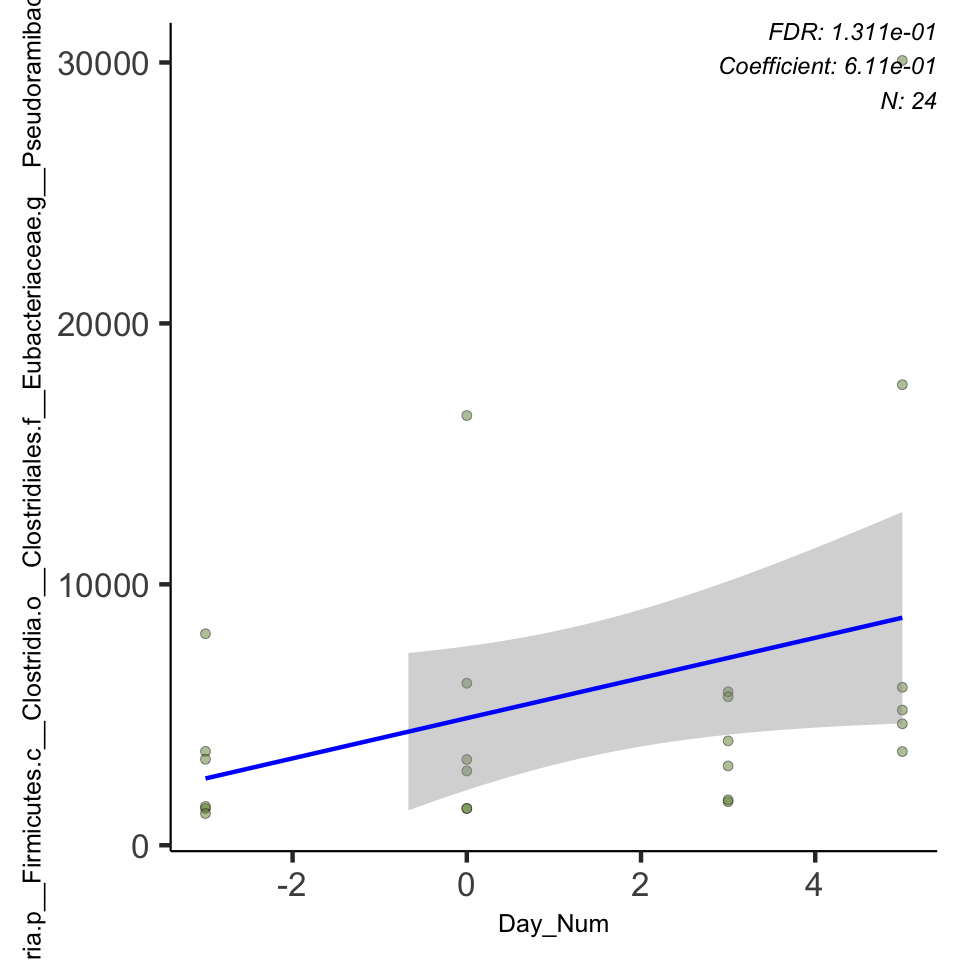 FDR: 1.311e-01
Coefficient: 6.11e-01
N: 24
ria.p__Firmicutes.c__Clostridia.o__Clostridiales.f__Eubacteriaceae.g__Pseudoramibac
30000
20000
10000
0
-2
0
2
4
Day_Num